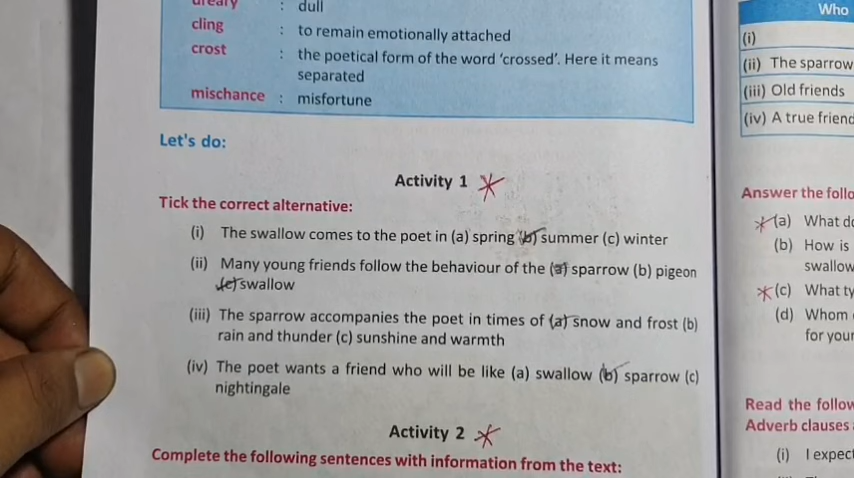 dreary : dull
cling : to remain emotionally attached
crost : the poetical form of the word 'crossed'. Here it means
separated
mischance : misfortune
Let's do:
Activity 1
Tick the correct alternative:
(i) The swallow comes to the poet in (a) spring (b) summer (c) winter
(ii) Many young friends follow the behaviour of the (a) sparrow (b) pigeon
(c) swallow
(iii) The sparrow accompanies the poet in times of (a) snow and frost (b)
rain and thunder (c) sunshine and warmth
(iv) The poet wants a friend who will be like (a) swallow (b) sparrow (c)
nightingale
Activity 2
Complete the following sentences with information from the text:
Who
(i)
(ii) The sparrow
(iii) Old friends
(iv) A true friend
Answer the follo
(a) What do
(b) How is
swallow
(c) What ty
(d) Whom
for your
Read the follow
Adverb clauses
(i) I expect